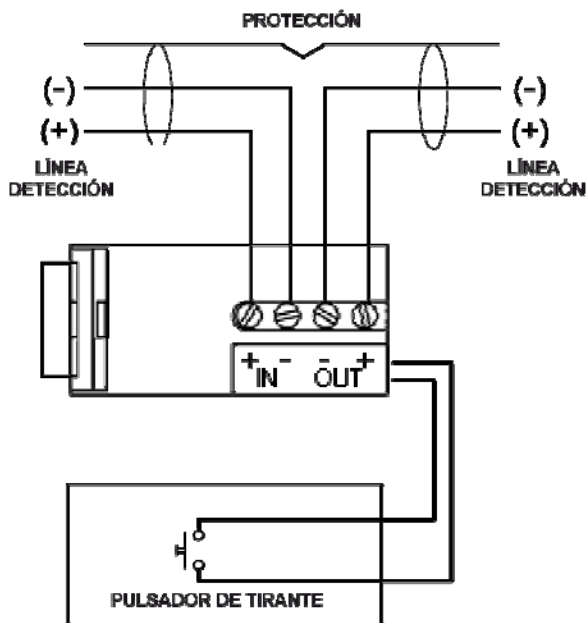 PROTECCIÓN
(-)
(+)
LÍNEA
DETECCIÓN
(-)
(+)
LÍNEA
DETECCIÓN
+ IN - - OUT +
PULSADOR DE TIRANTE